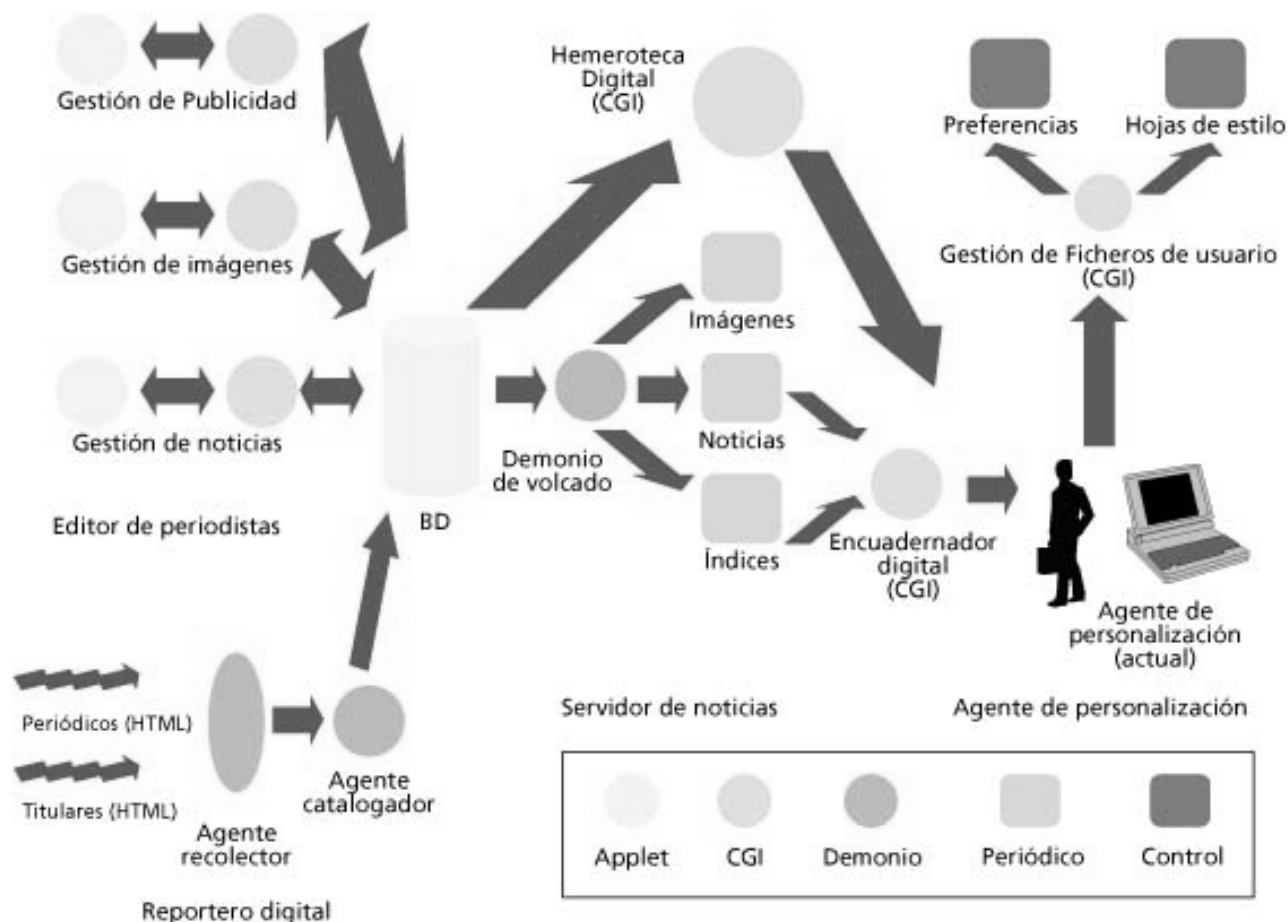 Gestión de Publicidad
Hemeroteca
Digital
(CGI)
Preferencias
Hojas de estilo
Gestión de imágenes
Gestión de Ficheros de usuario
(CGI)
Imágenes
Gestión de noticias
Demonio
de volcado
Noticias
Editor de periodistas
BD
Índices
Encuadernador
digital
(CGI)
Agente de
personalización
(actual)
Periódicos (HTML)
Titulares (HTML)
Agente
catalogador
Agente
recolector
Reportero digital
Servidor de noticias
Agente de personalización
Applet
CGI
Demonio
Periódico
Control